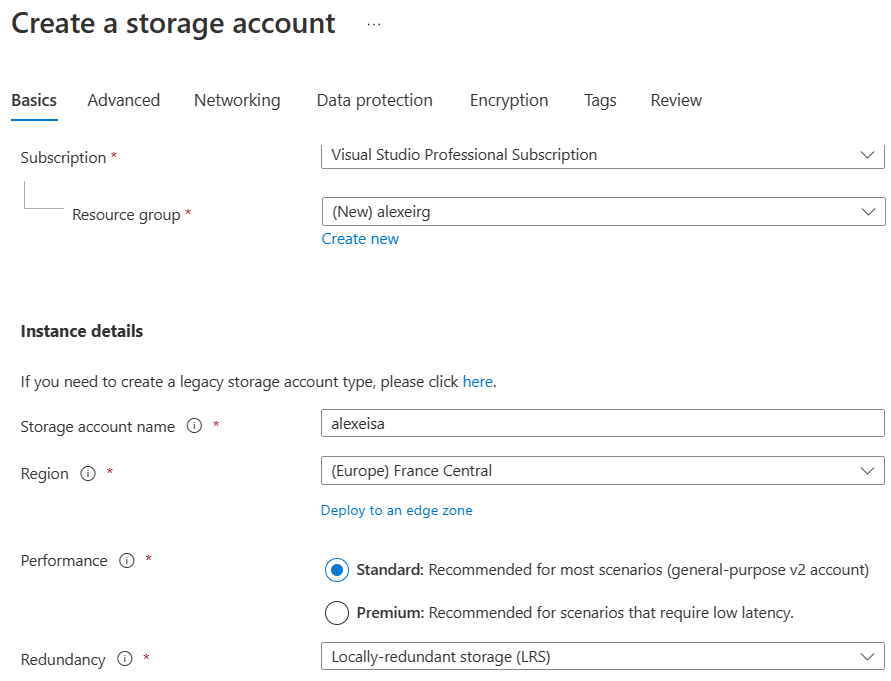 Create a storage account ...
Basics Advanced Networking Data protection Encryption Tags Review
Subscription * Visual Studio Professional Subscription
Resource group * (New) alexeirg
Create new
Instance details
If you need to create a legacy storage account type, please click here.
Storage account name * alexeisa
Region * (Europe) France Central
Deploy to an edge zone
Performance * Standard: Recommended for most scenarios (general-purpose v2 account)
Premium: Recommended for scenarios that require low latency.
Redundancy * Locally-redundant storage (LRS)